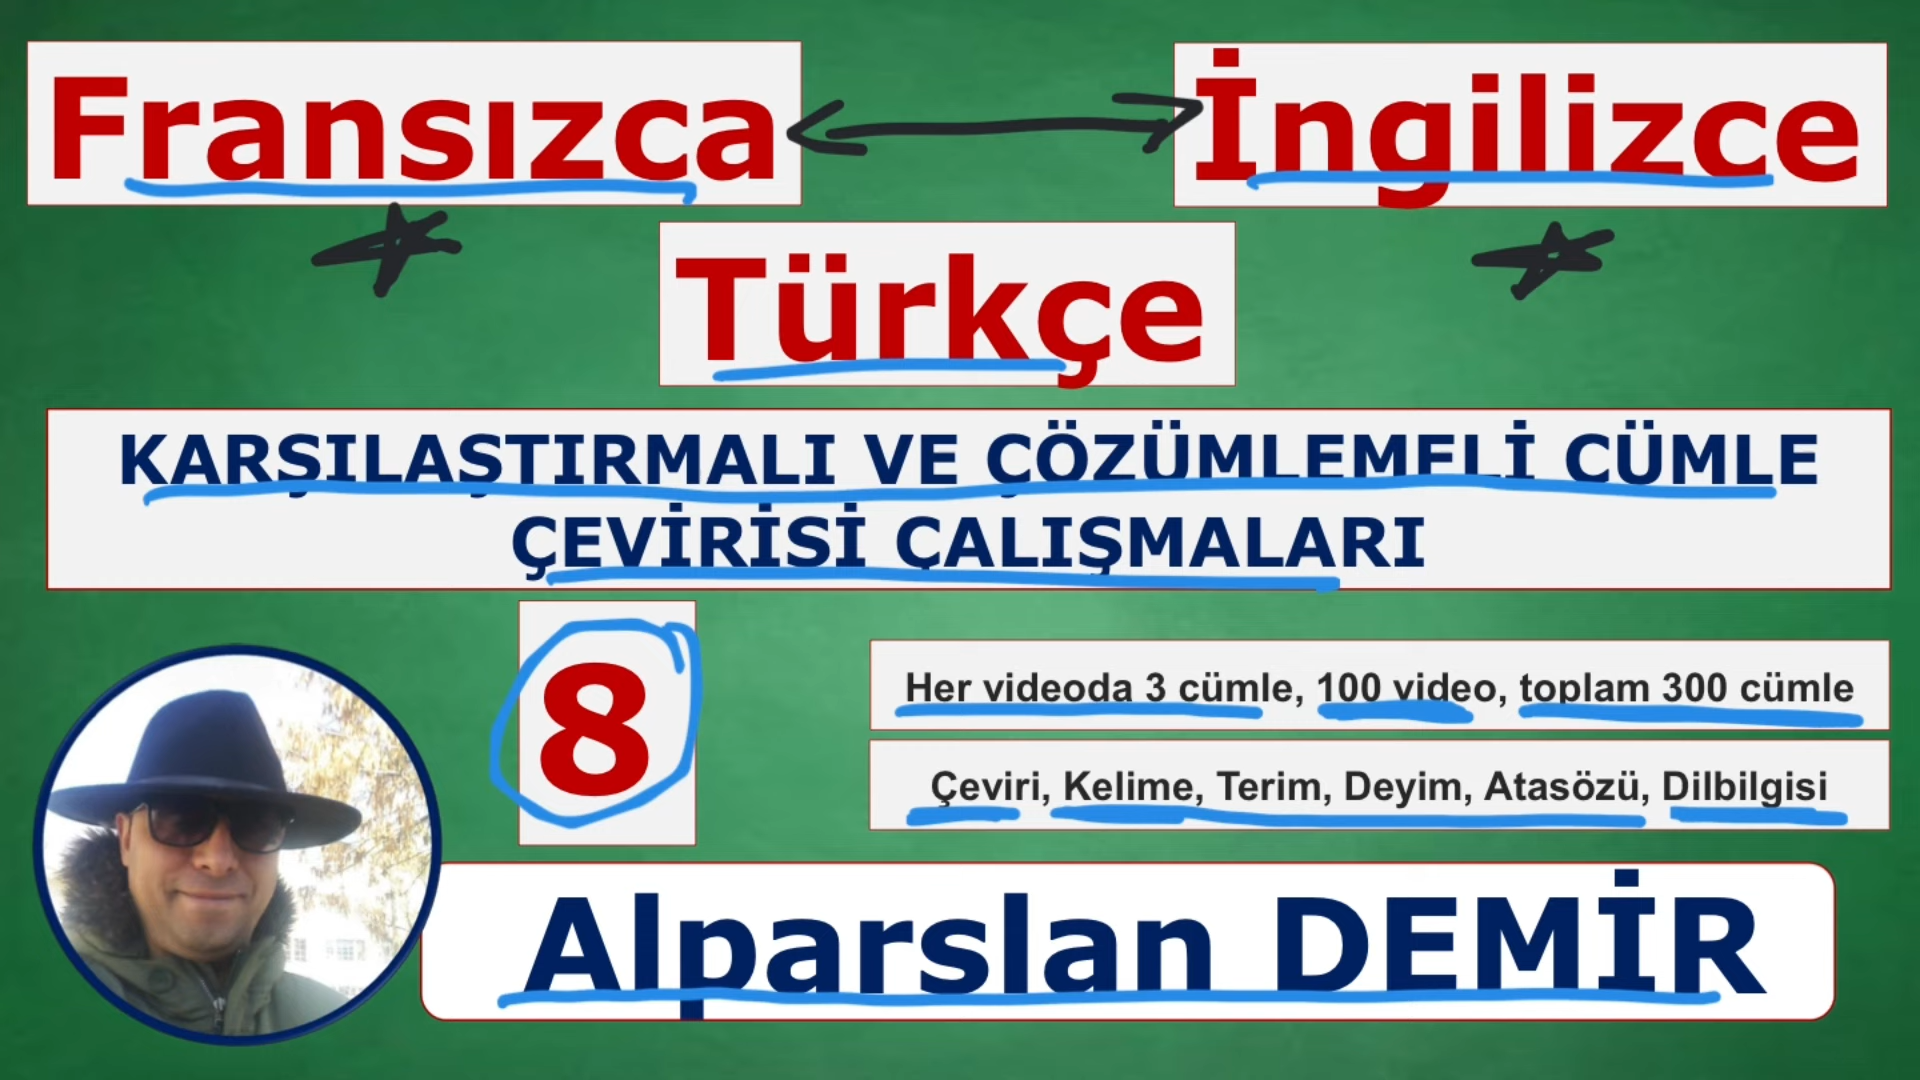 Fransızca
İngilizce
Türkçe
KARŞILAŞTIRMALI VE ÇÖZÜMLEMELİ CÜMLE
ÇEVİRİSİ ÇALIŞMALARI
8
Her videoda 3 cümle, 100 video, toplam 300 cümle
Çeviri, Kelime, Terim, Deyim, Atasözü, Dilbilgisi
Alparslan DEMİR